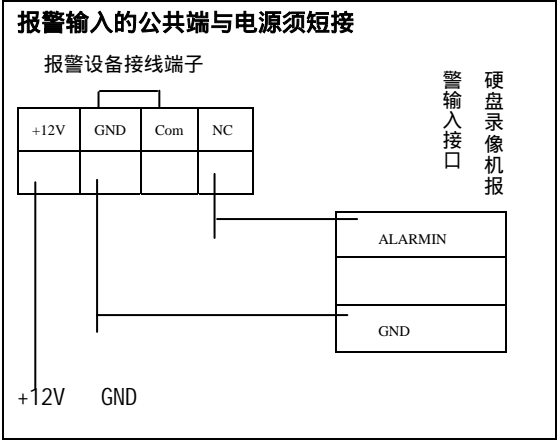 报警输入的公共端与电源须短接
报警设备接线端子
+12V GND Com NC
硬盘录像机报
警输入接口
ALARMIN
GND
+12V GND